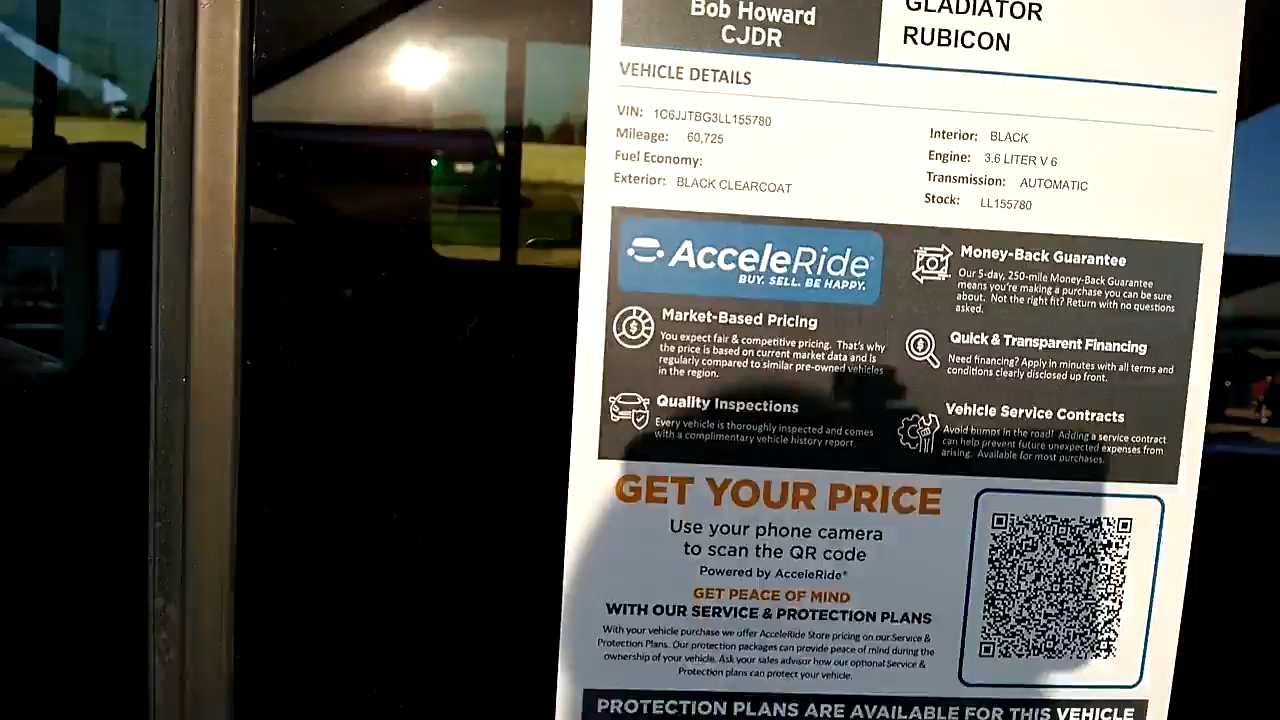 Bob Howard
CJDR
GLADIATOR
RUBICON
VEHICLE DETAILS
VIN: 1C6JJTBG3LL155780
Mileage: 60,725
Fuel Economy:
Exterior: BLACK CLEARCOAT
Interior: BLACK
Engine: 3.6 LITER V 6
Transmission: AUTOMATIC
Stock: LL155780
AcceleRide®
BUY. SELL. BE HAPPY.
Market-Based Pricing
You expect fair & competitive pricing. That's why
the price is based on current market data and is
regularly compared to similar pre-owned vehicles
in the region.
Quality Inspections
Every vehicle is thoroughly inspected and comes
with a complimentary vehicle history report.
Money-Back Guarantee
Our 5-day, 250-mile Money-Back Guarantee
means you're making a purchase you can be sure
about. Not the right fit? Return with no questions
asked.
Quick & Transparent Financing
Need financing? Apply in minutes with all terms and
conditions clearly disclosed up front.
Vehicle Service Contracts
Avoid bumps in the road! Adding a service contract
can help prevent future unexpected expenses from
arising. Available for most purchases.
GET YOUR PRICE
Use your phone camera
to scan the QR code
Powered by AcceleRide®
GET PEACE OF MIND
WITH OUR SERVICE & PROTECTION PLANS
With your vehicle purchase we offer AcceleRide Store pricing on our Service &
Protection Plans. Our protection packages can provide peace of mind during the
ownership of your vehicle. Ask your sales advisor how our optional Service &
Protection plans can protect your vehicle.
PROTECTION PLANS ARE AVAILABLE FOR THIS VEHICLE